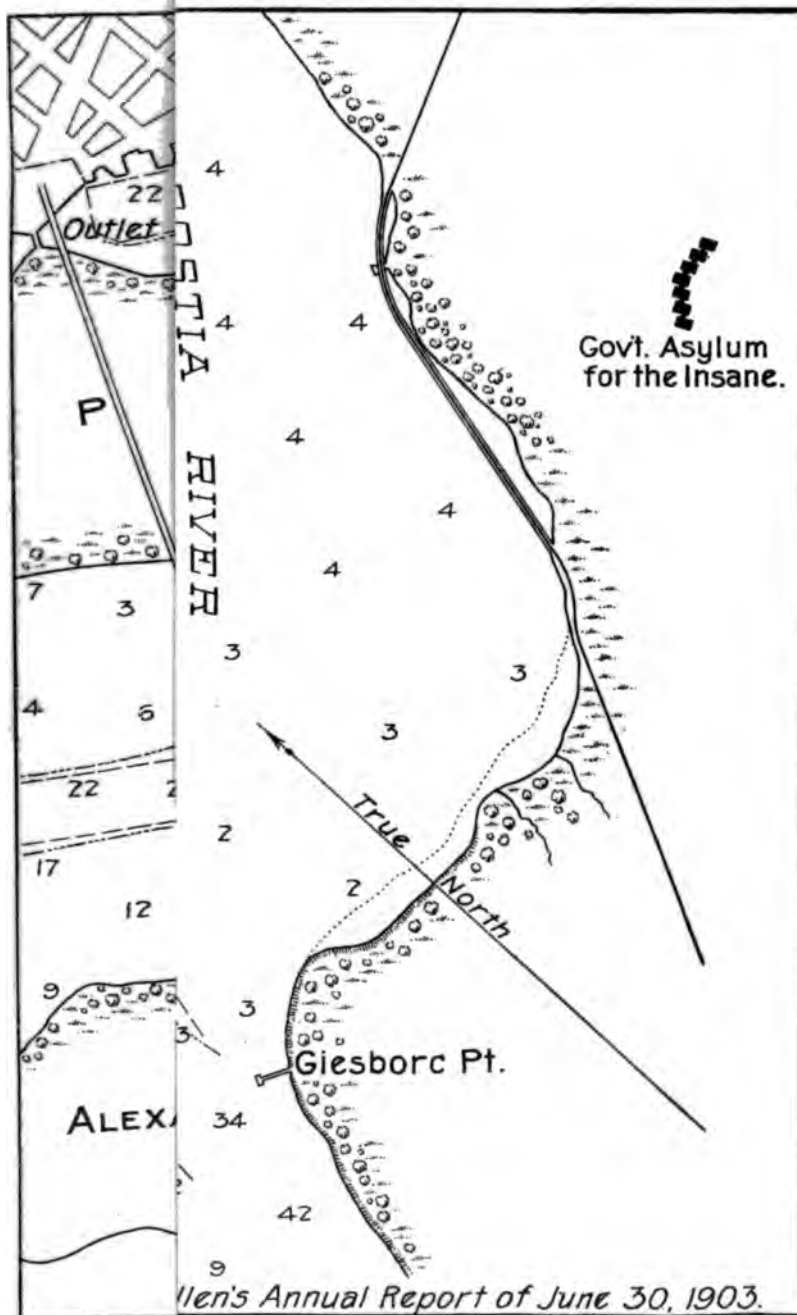 4
22
Outlet
STIA RIVER
4
4
Gov't. Asylum
for the Insane.
P
4
4
4
7
3
3
3
4
6
3
22
2
True North
17
2
12
9
3
3
Giesborc Pt.
ALEX
34
42
9
llen's Annual Report of June 30, 1903.